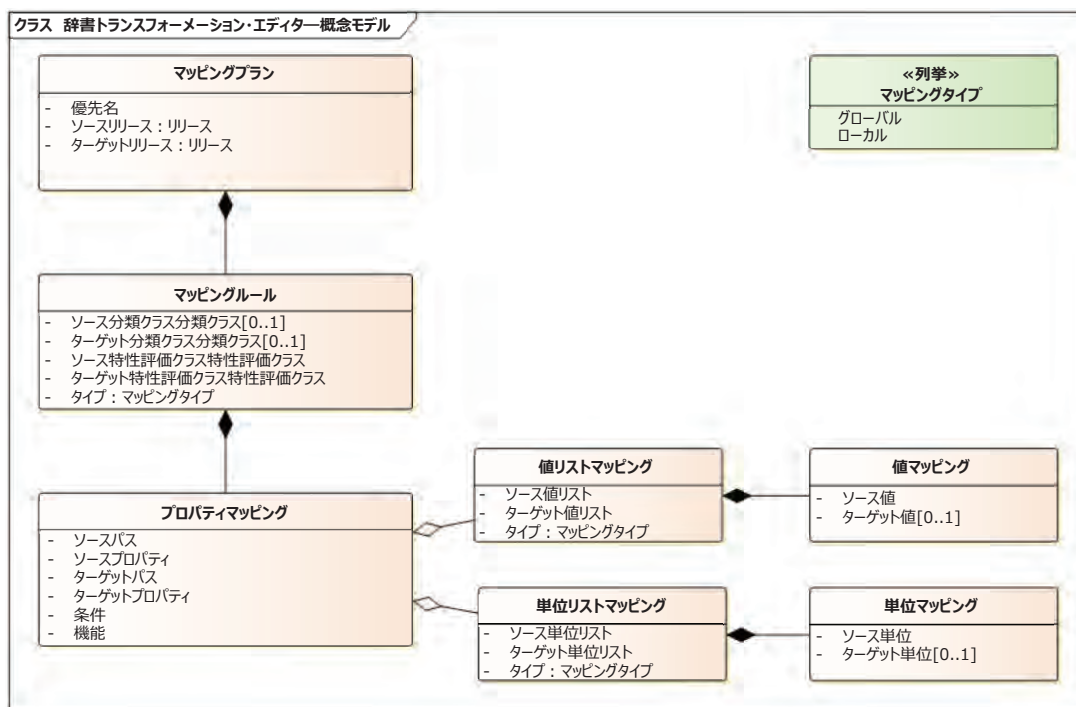 クラス 辞書トランスフォーメーション・エディター概念モデル
マッピングプラン
- 優先名
- ソースリリース：リリース
- ターゲットリリース：リリース
«列挙»
マッピングタイプ
グローバル
ローカル
マッピングルール
- ソース分類クラス分類クラス[0..1]
- ターゲット分類クラス分類クラス[0..1]
- ソース特性評価クラス特性評価クラス
- ターゲット特性評価クラス特性評価クラス
- タイプ：マッピングタイプ
プロパティマッピング
- ソースパス
- ソースプロパティ
- ターゲットパス
- ターゲットプロパティ
- 条件
- 機能
値リストマッピング
- ソース値リスト
- ターゲット値リスト
- タイプ：マッピングタイプ
値マッピング
- ソース値
- ターゲット値[0..1]
単位リストマッピング
- ソース単位リスト
- ターゲット単位リスト
- タイプ：マッピングタイプ
単位マッピング
- ソース単位
- ターゲット単位[0..1]